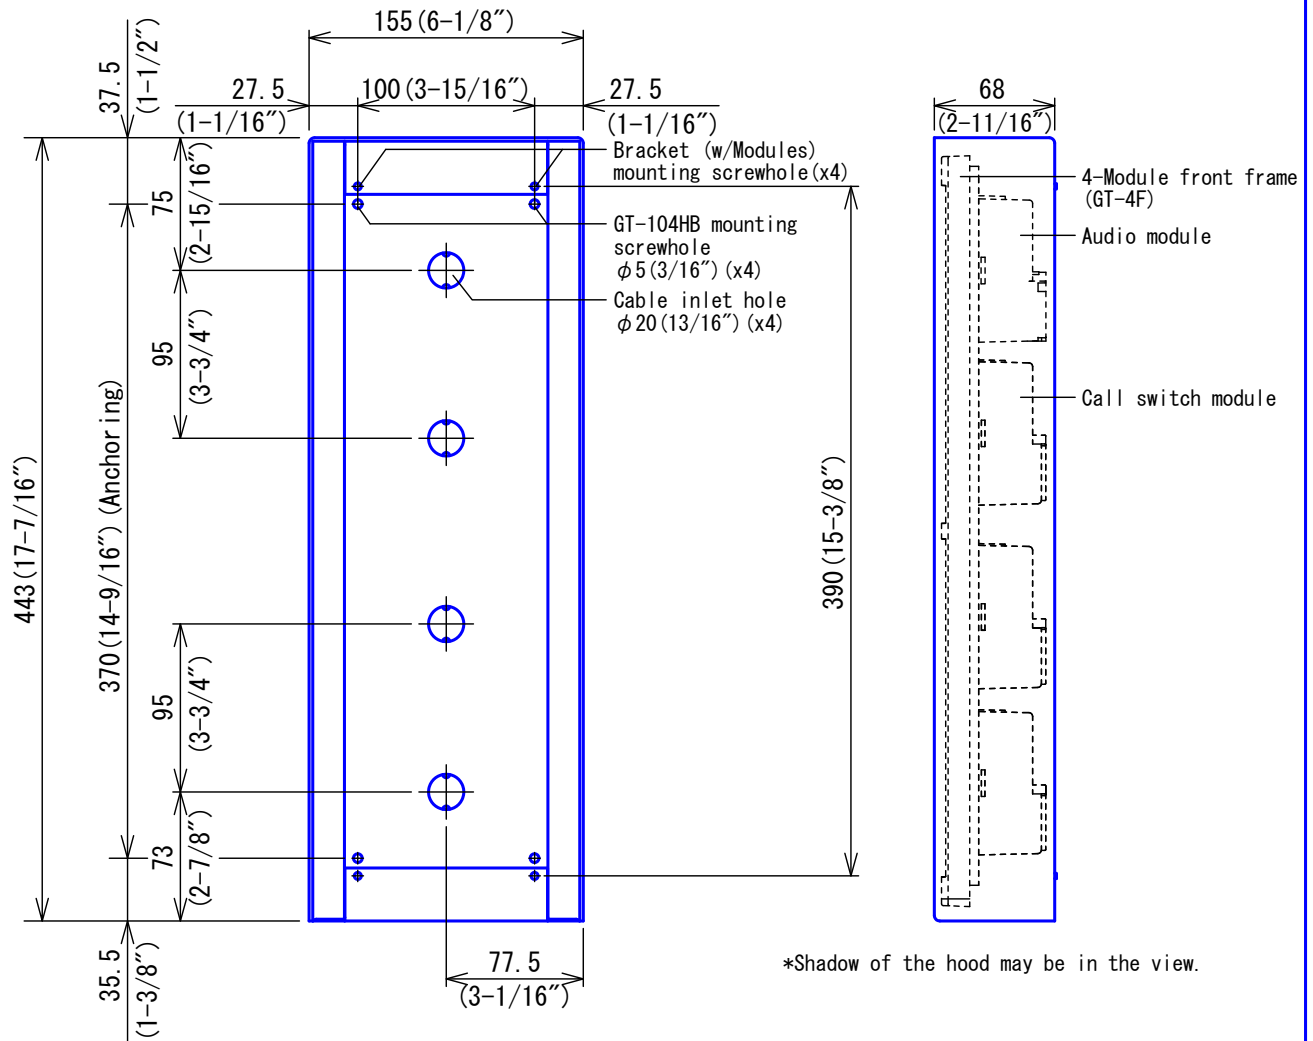 155(6-1/8″)
37.5
(1-1/2″)
27.5
(1-1/16″)
100(3-15/16″)
27.5
(1-1/16″)
68
(2-11/16″)
Bracket (w/Modules)
mounting screwhole(x4)
GT-104HB mounting
screwhole
φ5(3/16″)(x4)
Cable inlet hole
φ20(13/16″)(x4)
4-Module front frame
(GT-4F)
Audio module
Call switch module
75
(2-15/16″)
95
(3-3/4″)
443(17-7/16″)
370(14-9/16″)(Anchoring)
390(15-3/8″)
95
(3-3/4″)
73
(2-7/8″)
35.5
(1-3/8″)
77.5
(3-1/16″)
*Shadow of the hood may be in the view.